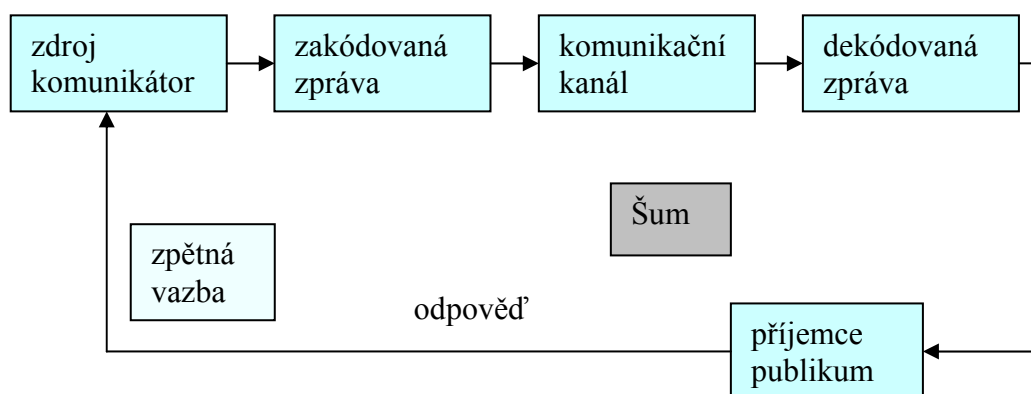 zdroj
komunikátor
zakódovaná
zpráva
komunikační
kanál
dekódovaná
zpráva
Šum
zpětná
vazba
odpověď
příjemce
publikum